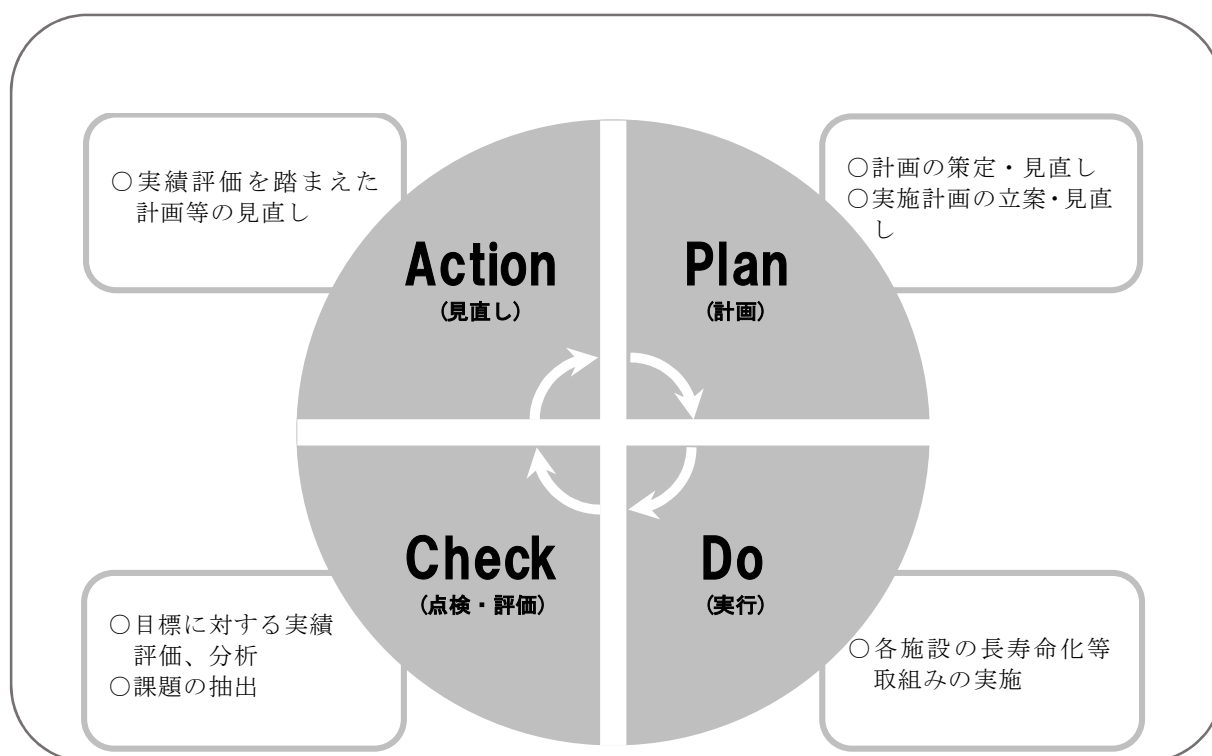 ○実績評価を踏まえた
計画等の見直し
Action
(見直し)
Plan
(計画)
○計画の策定・見直し
○実施計画の立案・見直
し
Check
(点検・評価)
Do
(実行)
○目標に対する実績
評価、分析
○課題の抽出
○各施設の長寿命化等
取組みの実施